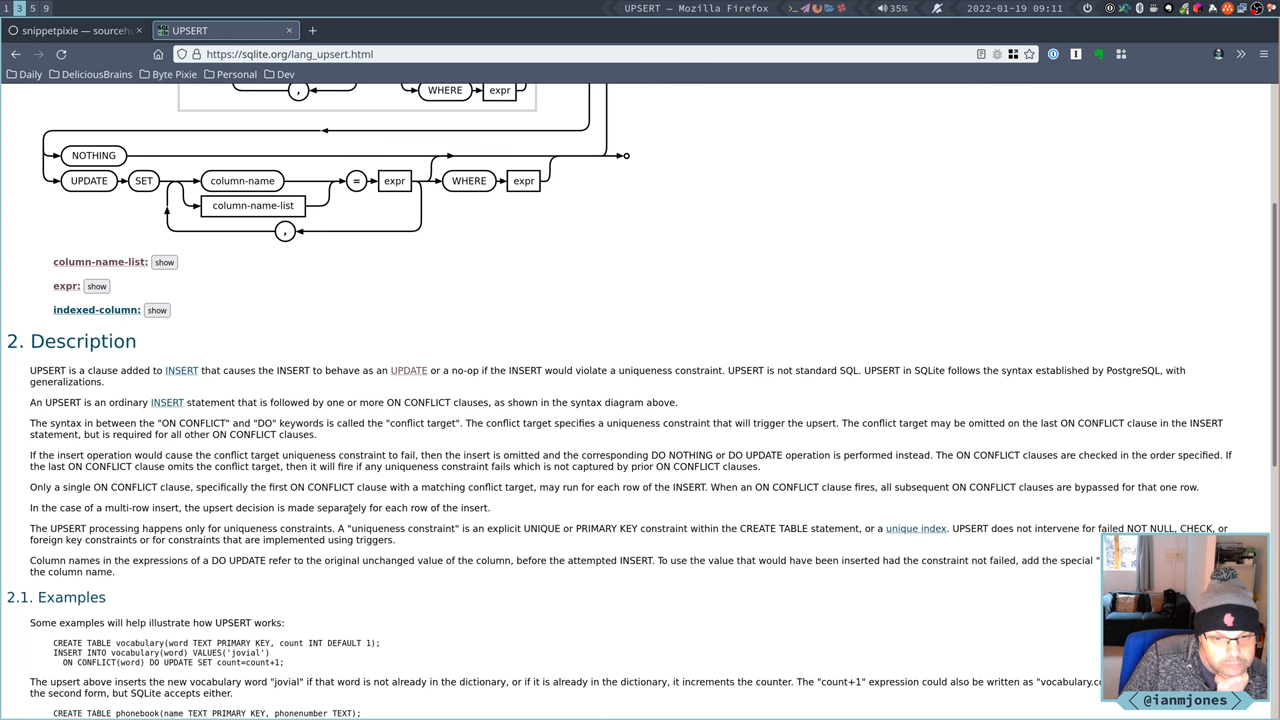 1 3 5 9 UPSERT — Mozilla Firefox 35% 2022-01-19 09:11
snippetpixie — sourceh × UPSERT × +
https://sqlite.org/lang_upsert.html
Daily DeliciousBrains Byte Pixie Personal Dev
, WHERE expr
NOTHING
UPDATE SET column-name = expr WHERE expr
column-name-list
,
column-name-list: show
expr: show
indexed-column: show
2. Description
UPSERT is a clause added to INSERT that causes the INSERT to behave as an UPDATE or a no-op if the INSERT would violate a uniqueness constraint. UPSERT is not standard SQL. UPSERT in SQLite follows the syntax established by PostgreSQL, with
generalizations.
An UPSERT is an ordinary INSERT statement that is followed by one or more ON CONFLICT clauses, as shown in the syntax diagram above.
The syntax in between the "ON CONFLICT" and "DO" keywords is called the "conflict target". The conflict target specifies a uniqueness constraint that will trigger the upsert. The conflict target may be omitted on the last ON CONFLICT clause in the INSERT
statement, but is required for all other ON CONFLICT clauses.
If the insert operation would cause the conflict target uniqueness constraint to fail, then the insert is omitted and the corresponding DO NOTHING or DO UPDATE operation is performed instead. The ON CONFLICT clauses are checked in the order specified. If
the last ON CONFLICT clause omits the conflict target, then it will fire if any uniqueness constraint fails which is not captured by prior ON CONFLICT clauses.
Only a single ON CONFLICT clause, specifically the first ON CONFLICT clause with a matching conflict target, may run for each row of the INSERT. When an ON CONFLICT clause fires, all subsequent ON CONFLICT clauses are bypassed for that one row.
In the case of a multi-row insert, the upsert decision is made separately for each row of the insert.
The UPSERT processing happens only for uniqueness constraints. A "uniqueness constraint" is an explicit UNIQUE or PRIMARY KEY constraint within the CREATE TABLE statement, or a unique index. UPSERT does not intervene for failed NOT NULL, CHECK, or
foreign key constraints or for constraints that are implemented using triggers.
Column names in the expressions of a DO UPDATE refer to the original unchanged value of the column, before the attempted INSERT. To use the value that would have been inserted had the constraint not failed, add the special "
the column name.
2.1. Examples
Some examples will help illustrate how UPSERT works:
CREATE TABLE vocabulary(word TEXT PRIMARY KEY, count INT DEFAULT 1);
INSERT INTO vocabulary(word) VALUES('jovial')
ON CONFLICT(word) DO UPDATE SET count=count+1;
The upsert above inserts the new vocabulary word "jovial" if that word is not already in the dictionary, or if it is already in the dictionary, it increments the counter. The "count+1" expression could also be written as "vocabulary.co
the second form, but SQLite accepts either.
CREATE TABLE phonebook(name TEXT PRIMARY KEY, phonenumber TEXT);
@ianmjones